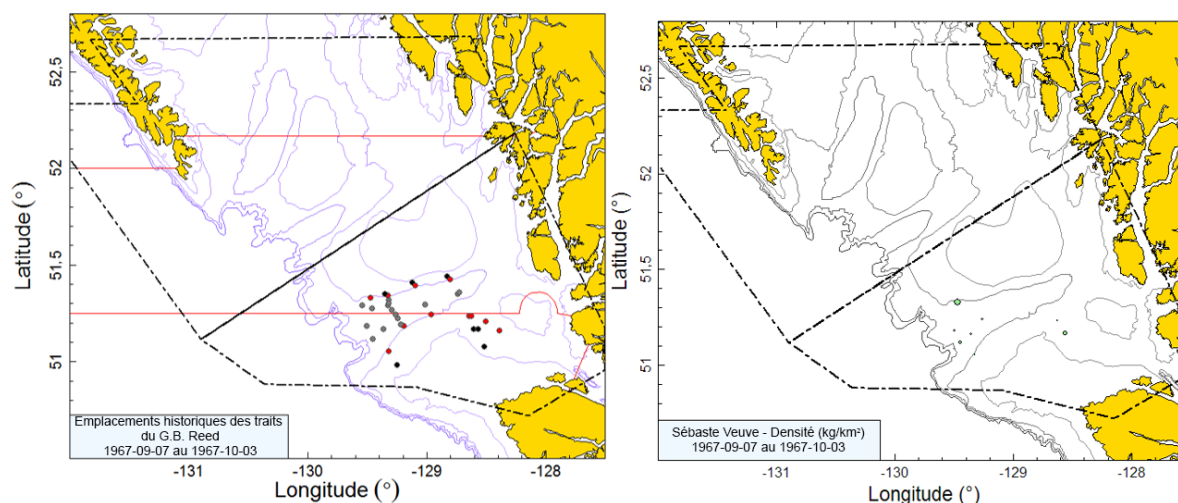 52.5
52
51.5
51
Latitude (°)
Emplacements historiques des traits
du G.B. Reed
1967-09-07 au 1967-10-03
-131
-130
-129
-128
Longitude (°)
52.5
52
51.5
51
Latitude (°)
Sébaste Veuve - Densité (kg/km²)
1967-09-07 au 1967-10-03
-131
-130
-129
-128
Longitude (°)